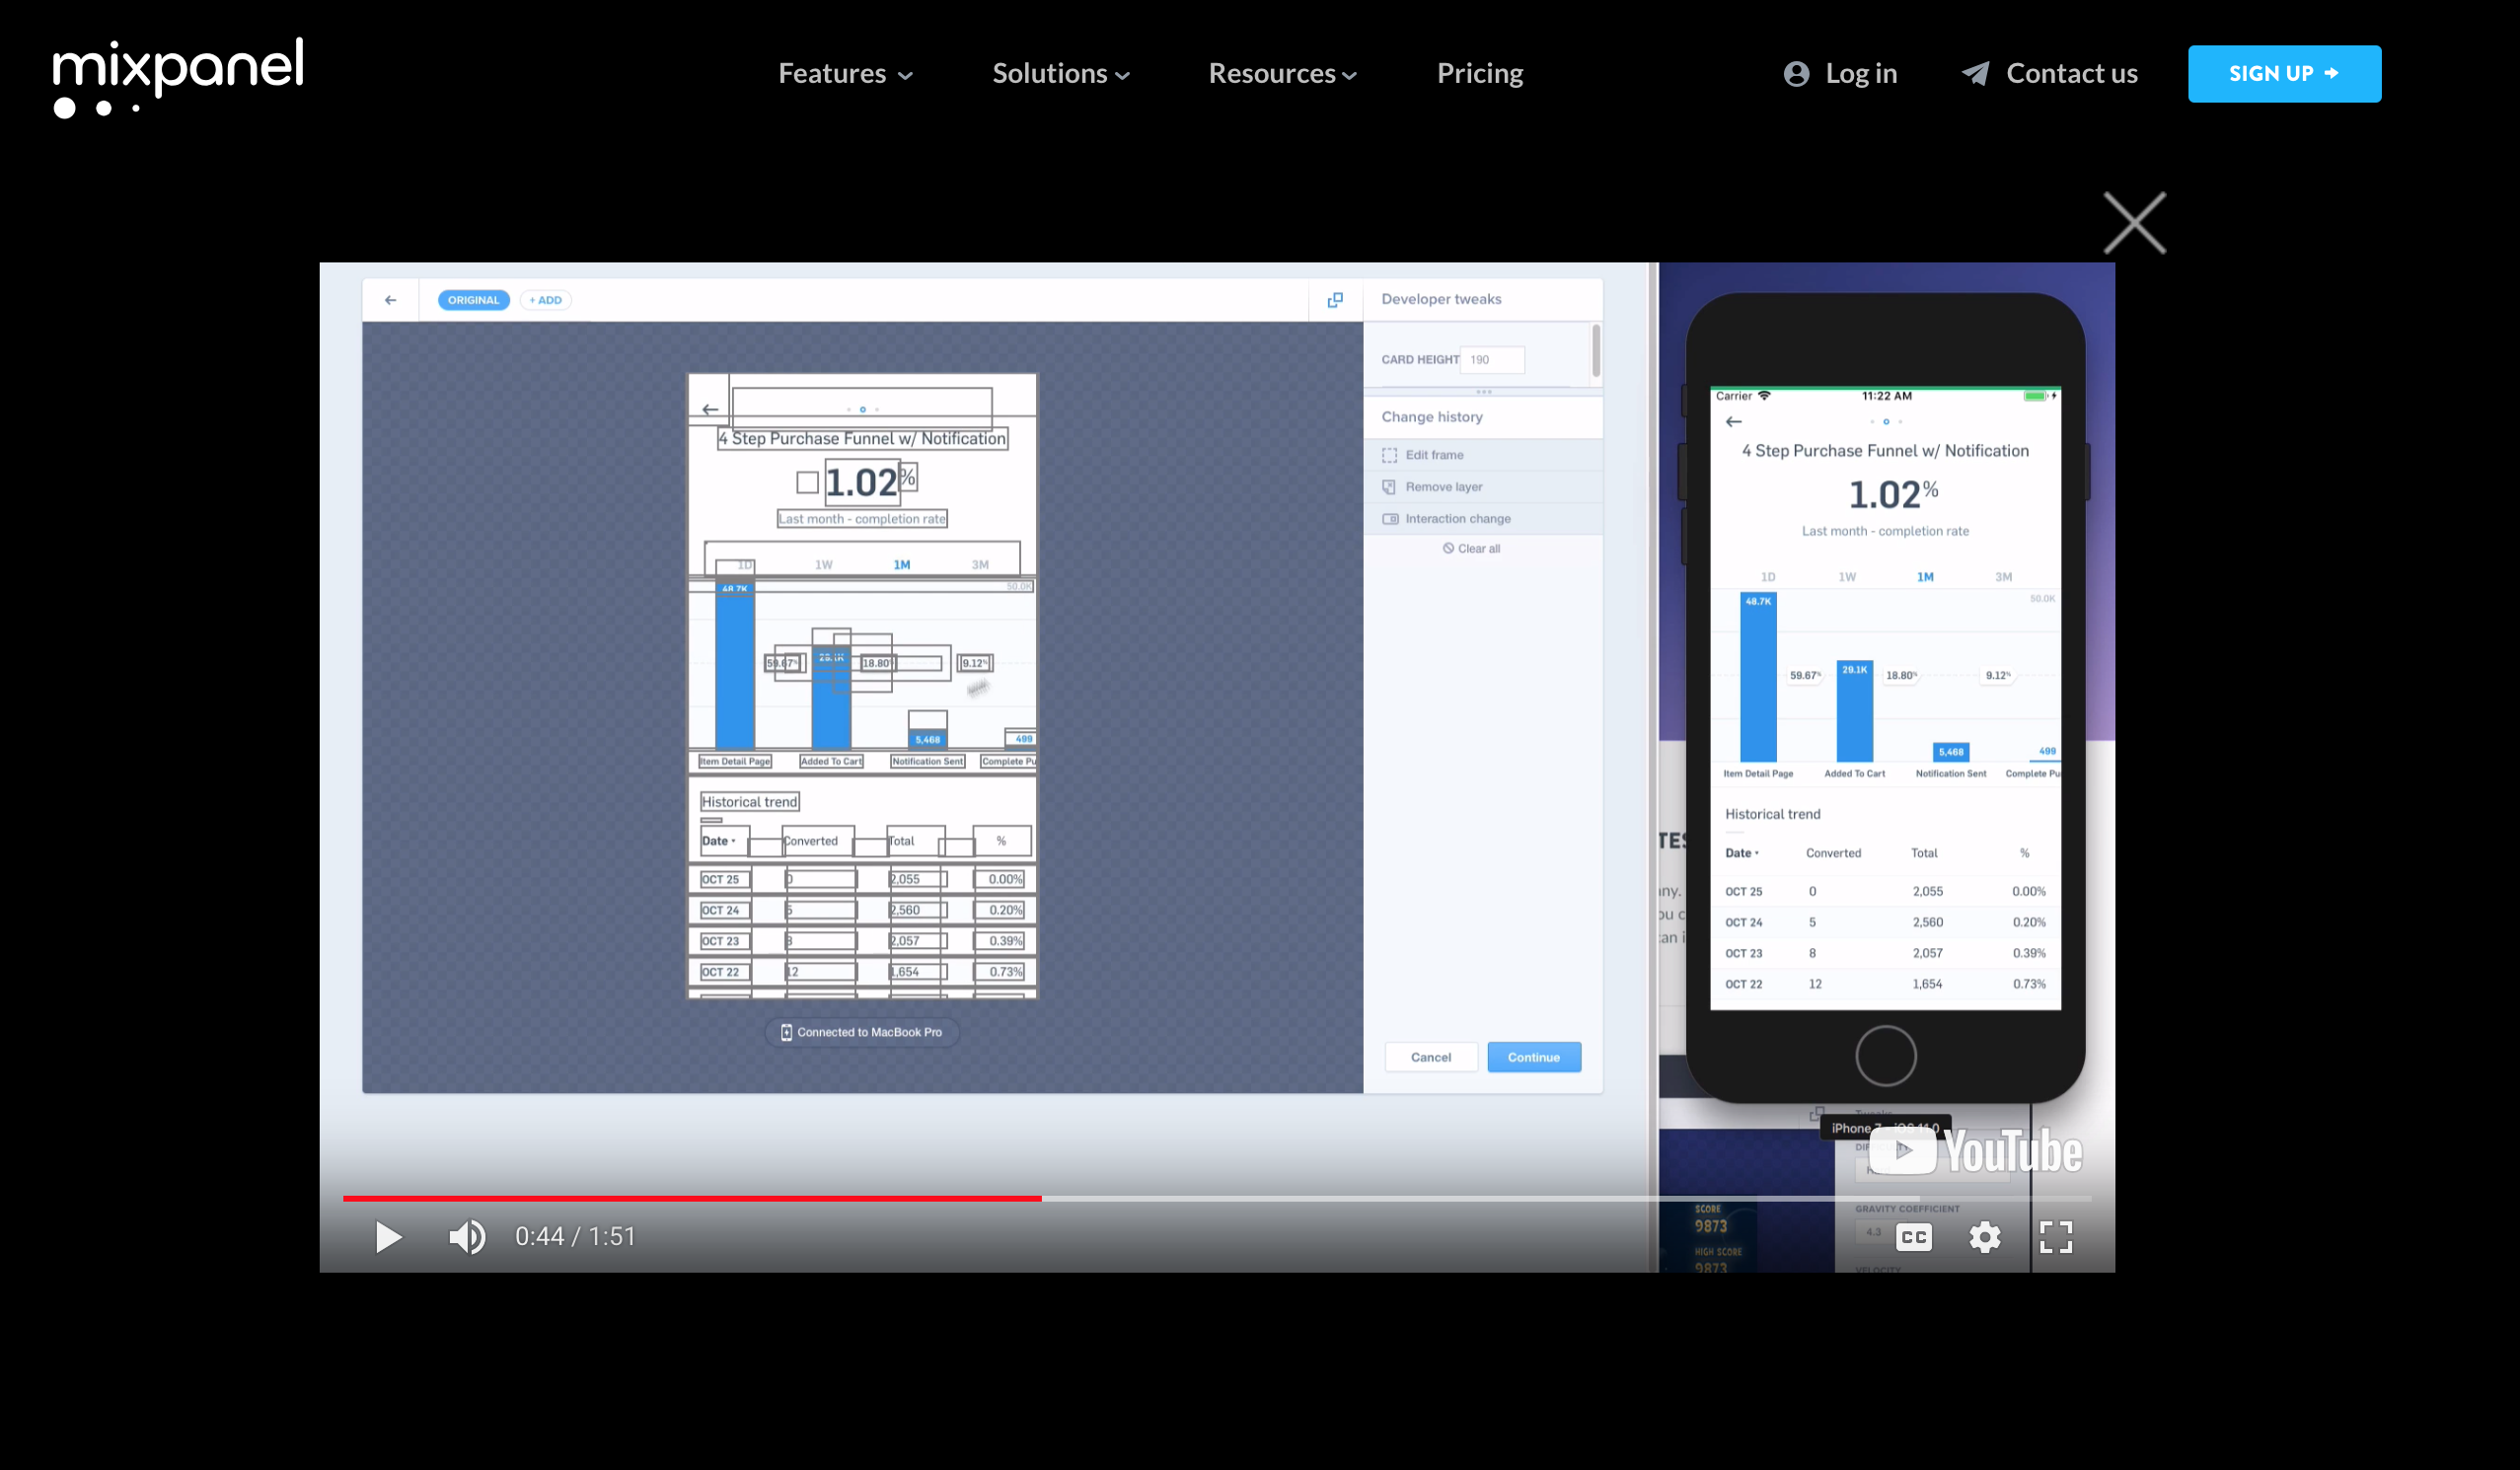 mixpanel
Features
Solutions
Resources
Pricing
Log in
Contact us
SIGN UP
ORIGINAL
+ ADD
Developer tweaks
CARD HEIGHT 190
Change history
Edit frame
Remove layer
Interaction change
Clear all
4 Step Purchase Funnel w/ Notification
1.02%
Last month - completion rate
1D 1W 1M 3M
48.7K 50.0K
59.67% 18.80% 9.12%
5,468 499
Item Detail Page Added To Cart Notification Sent Complete Pu
Historical trend
Date Converted Total %
OCT 25 0 2,055 0.00%
OCT 24 5 2,560 0.20%
OCT 23 8 2,057 0.39%
OCT 22 12 1,654 0.73%
Connected to MacBook Pro
Cancel
Continue
Carrier 11:22 AM
4 Step Purchase Funnel w/ Notification
1.02%
Last month - completion rate
1D 1W 1M 3M
48.7K 50.0K
59.67% 29.1K 18.80% 9.12%
5,468 499
Item Detail Page Added To Cart Notification Sent Complete Pu
Historical trend
Date Converted Total %
OCT 25 0 2,055 0.00%
OCT 24 5 2,560 0.20%
OCT 23 8 2,057 0.39%
OCT 22 12 1,654 0.73%
TES
ny.
ou c
can i
iPhone 7
YouTube
SCORE
9873
HIGH SCORE
9873
GRAVITY COEFFICIENT
4.3
VELOCITY
0:44 / 1:51
CC